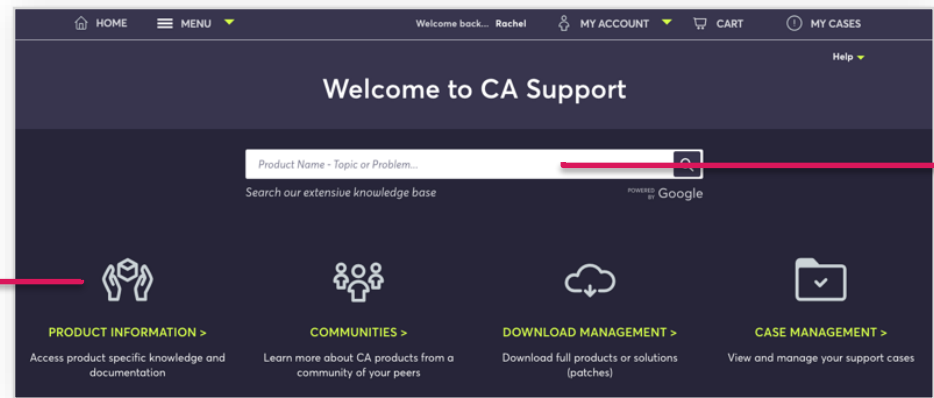 HOME MENU Welcome back... Rachel MY ACCOUNT CART MY CASES
Help
Welcome to CA Support
Product Name - Topic or Problem...
Search our extensive knowledge base POWERED BY Google
PRODUCT INFORMATION > COMMUNITIES > DOWNLOAD MANAGEMENT > CASE MANAGEMENT >
Access product specific knowledge and Learn more about CA products from a Download full products or solutions View and manage your support cases
documentation community of your peers (patches)